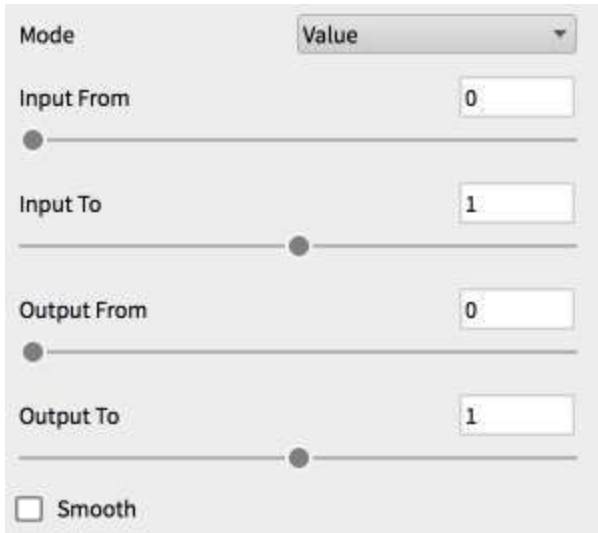 Mode Value
Input From 0
Input To 1
Output From 0
Output To 1
Smooth